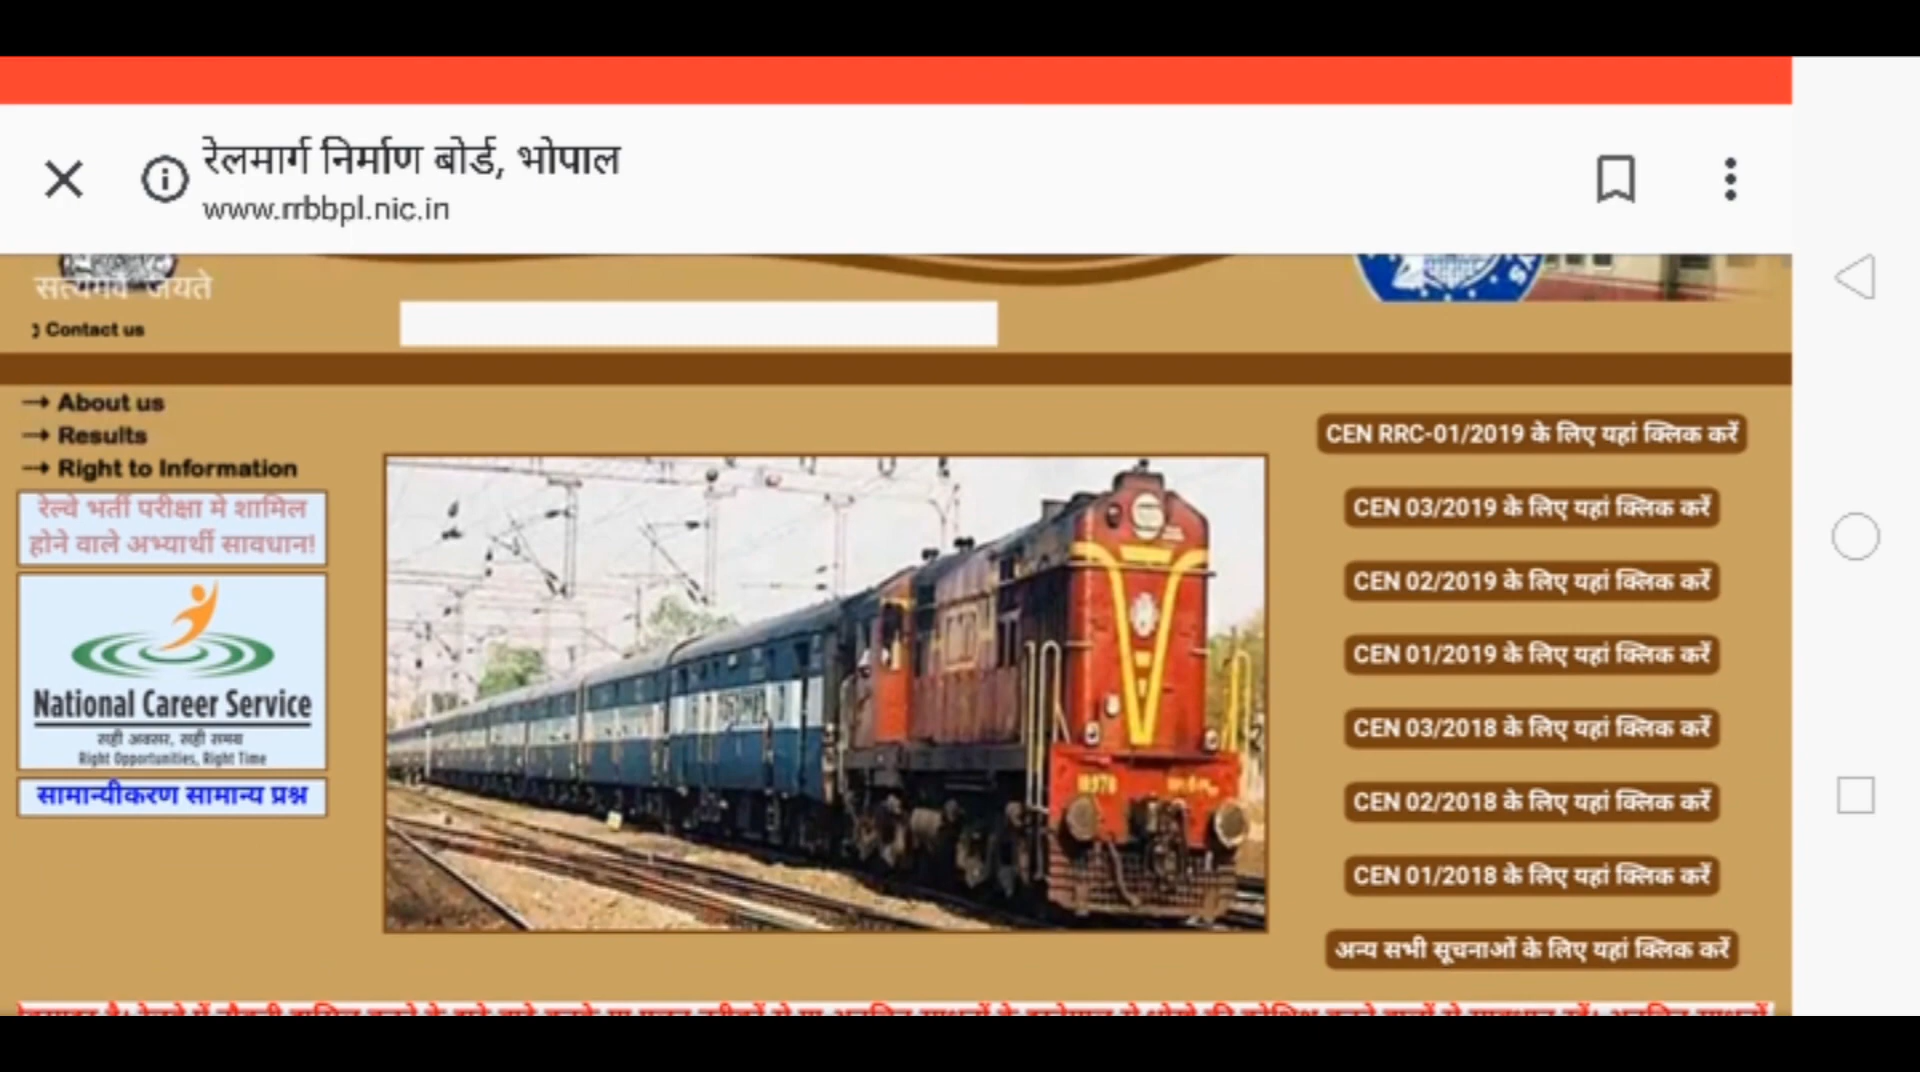 रेलमार्ग निर्माण बोर्ड, भोपाल
www.rrbbpl.nic.in
सत्यमेव जयते
Contact us
→ About us
→ Results
→ Right to Information
रेल्वे भर्ती परीक्षा मे शामिल
होने वाले अभ्यार्थी सावधान!
National Career Service
सही अवसर, सही समय
Right Opportunities, Right Time
सामान्यीकरण सामान्य प्रश्न
CEN RRC-01/2019 के लिए यहां क्लिक करें
CEN 03/2019 के लिए यहां क्लिक करें
CEN 02/2019 के लिए यहां क्लिक करें
CEN 01/2019 के लिए यहां क्लिक करें
CEN 03/2018 के लिए यहां क्लिक करें
CEN 02/2018 के लिए यहां क्लिक करें
CEN 01/2018 के लिए यहां क्लिक करें
अन्य सभी सूचनाओं के लिए यहां क्लिक करें